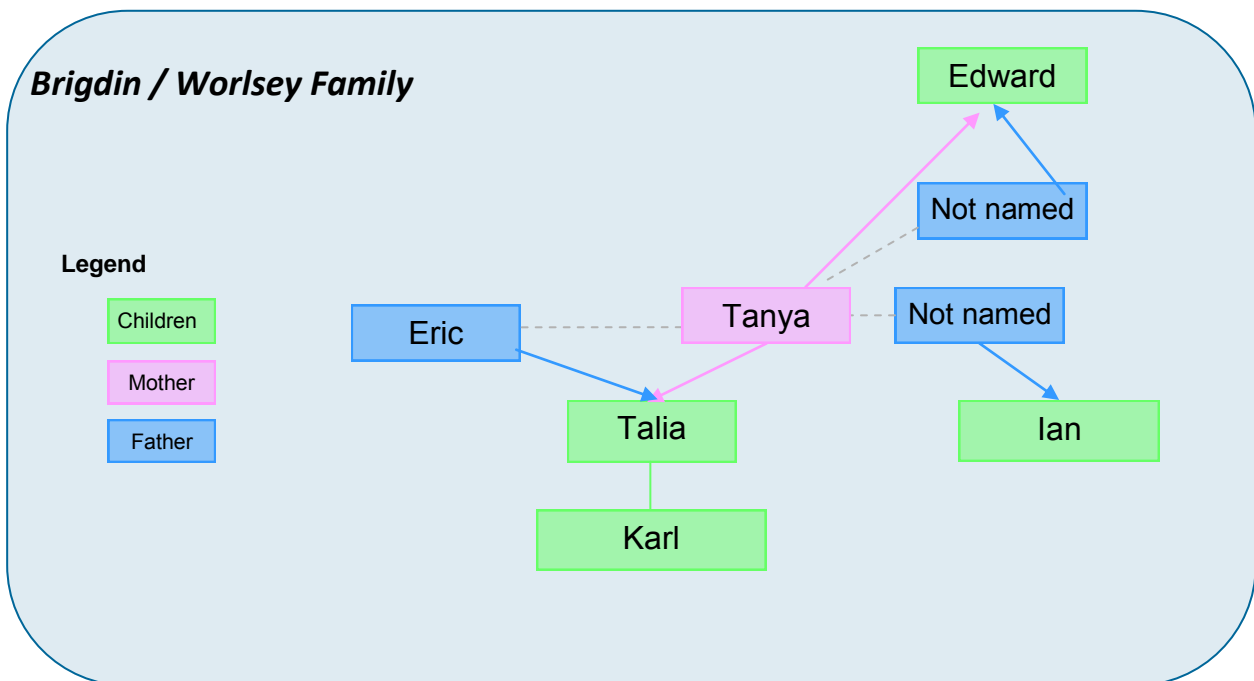 Brigdin / Worlsey Family
Edward
Not named
Legend
Children
Mother
Father
Eric
Tanya
Not named
Talia
Ian
Karl